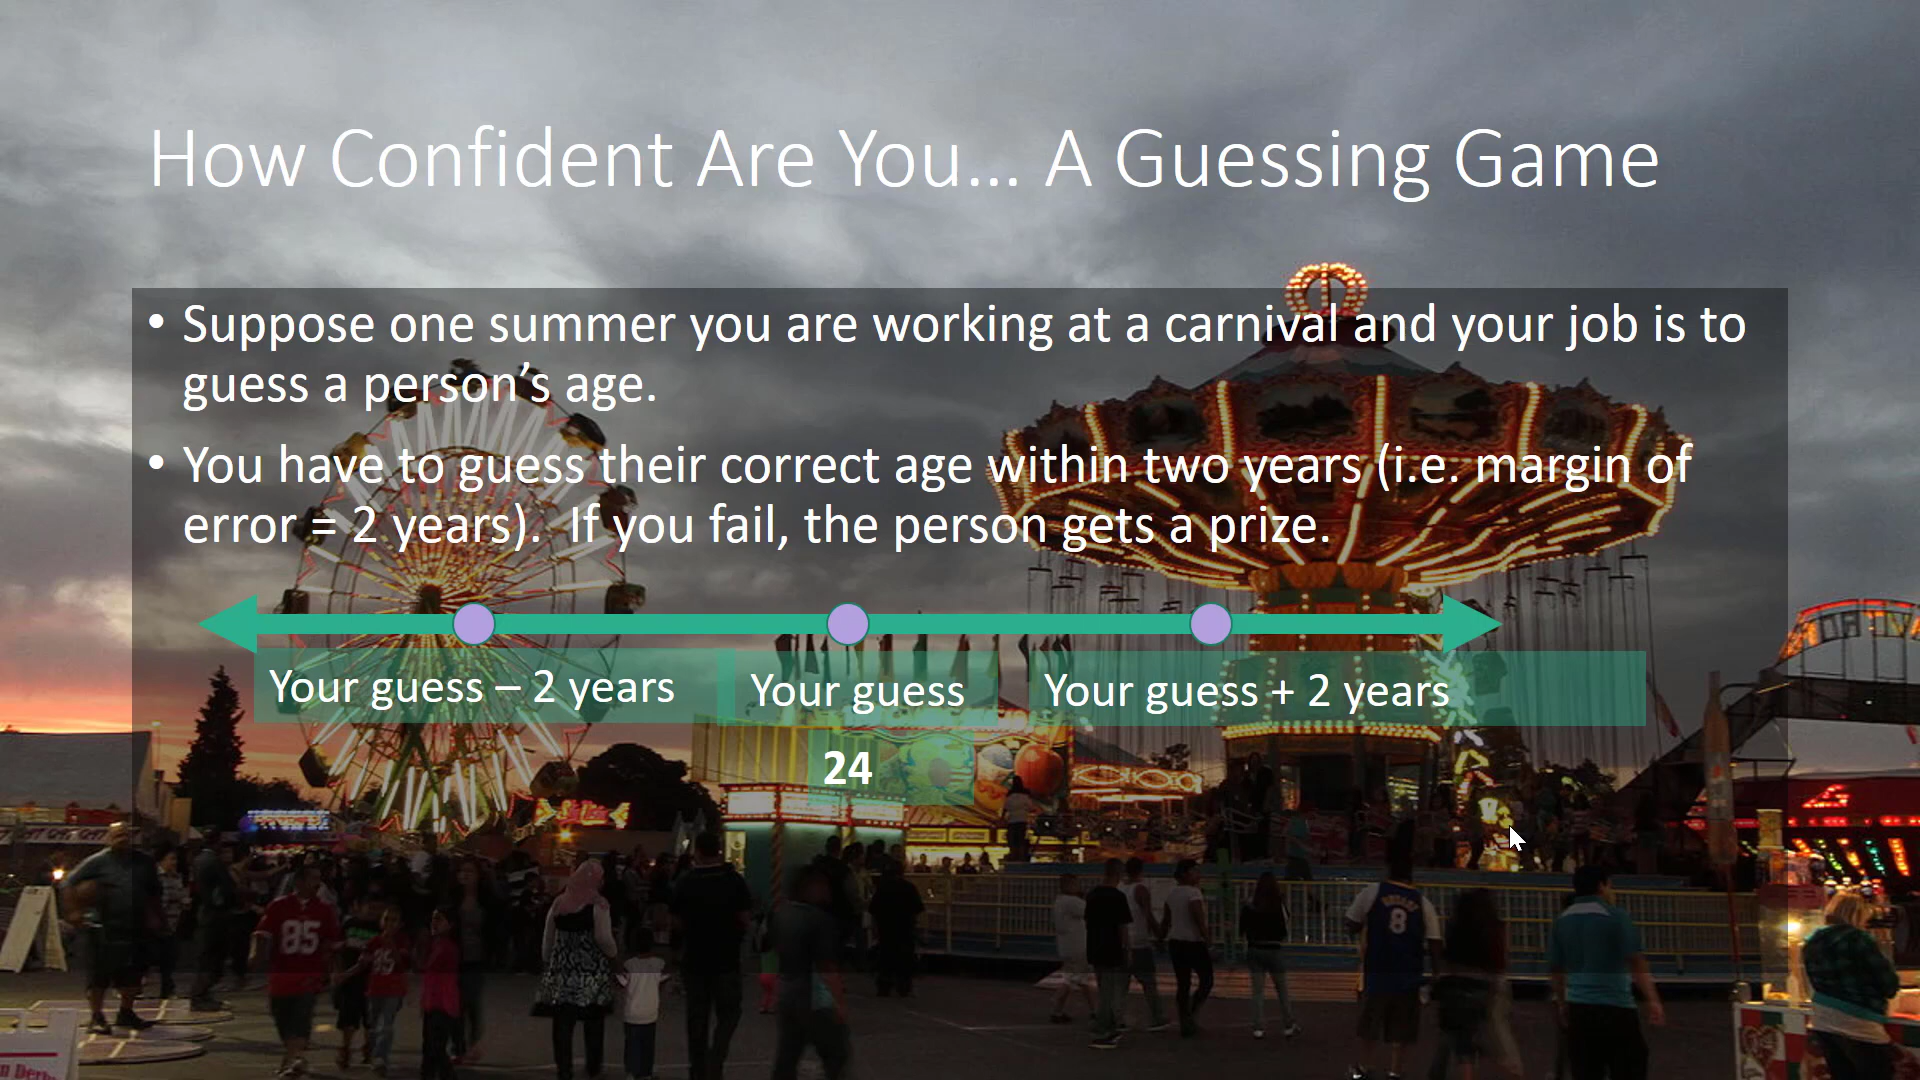 How Confident Are You... A Guessing Game
• Suppose one summer you are working at a carnival and your job is to
guess a person’s age.
• You have to guess their correct age within two years (i.e. margin of
error = 2 years).  If you fail, the person gets a prize.
Your guess – 2 years
Your guess
Your guess + 2 years
24
85
8